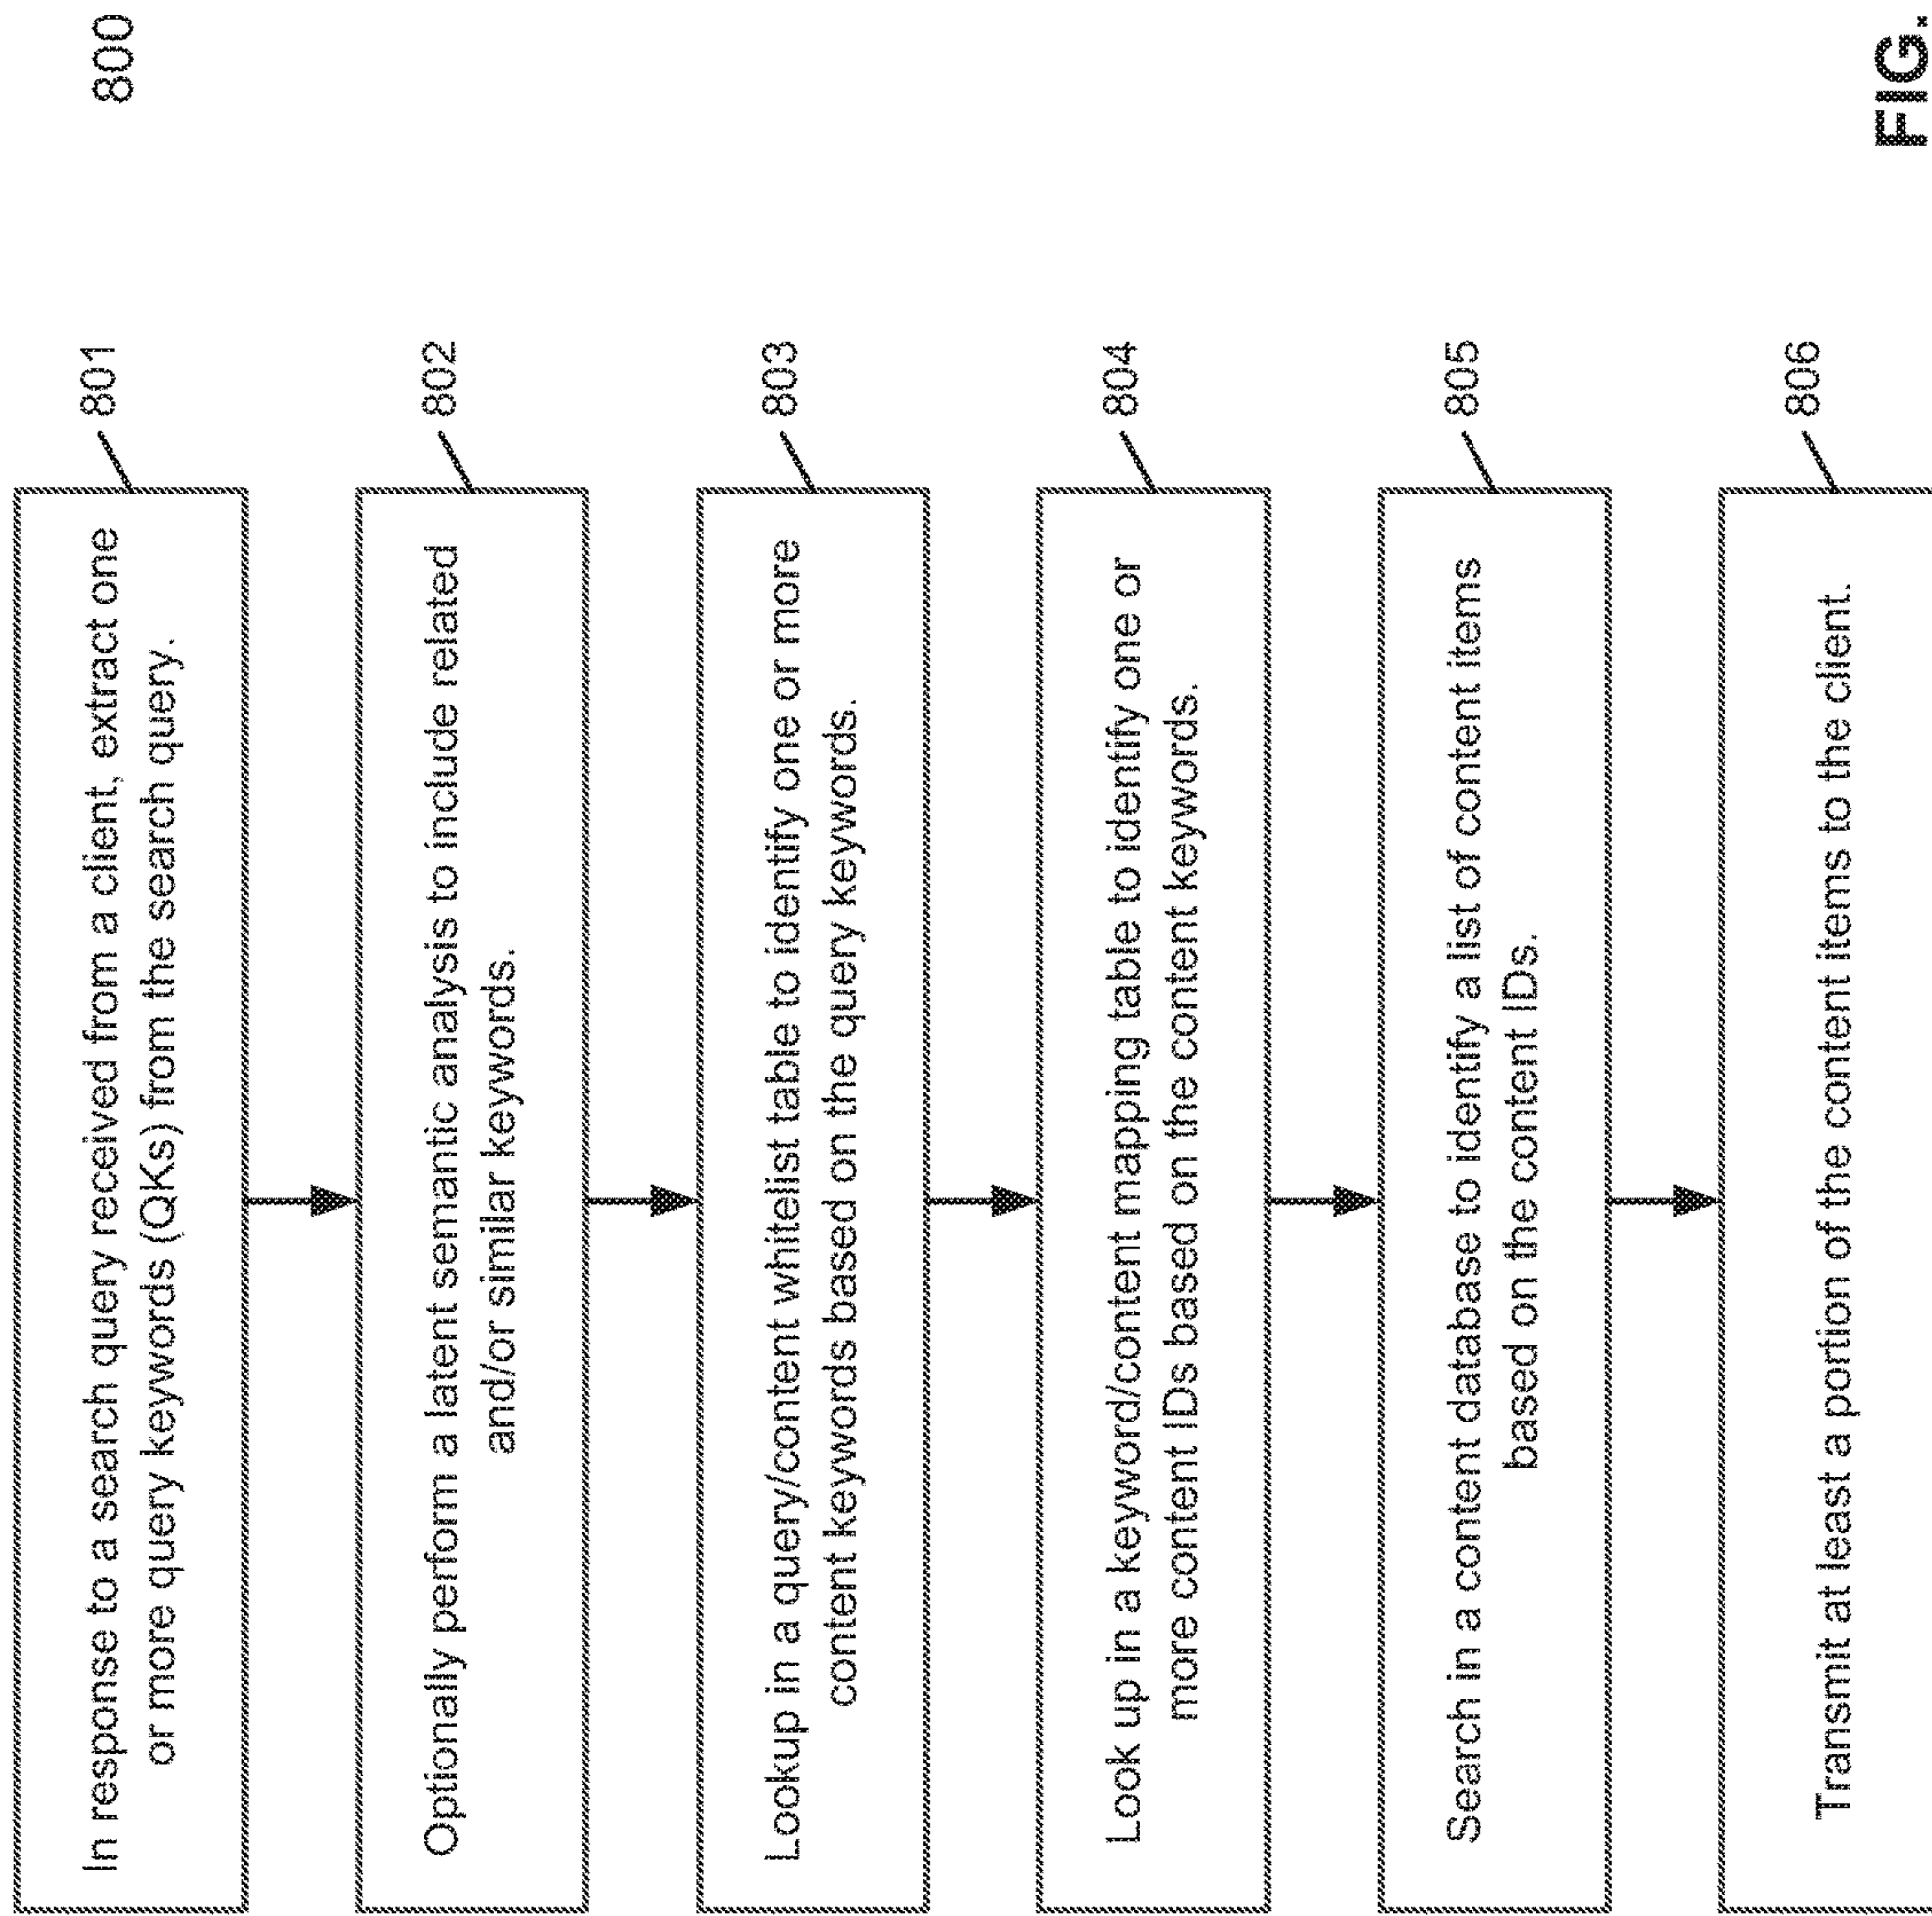 800
In response to a search query received from a client, extract one
or more query keywords (QKs) from the search query.
801
Optionally perform a latent semantic analysis to include related
and/or similar keywords.
802
Lookup in a query/content whitelist table to identify one or more
content keywords based on the query keywords.
803
Look up in a keyword/content mapping table to identify one or
more content IDs based on the content keywords.
804
Search in a content database to identify a list of content items
based on the content IDs.
805
Transmit at least a portion of the content items to the client.
806
FIG.